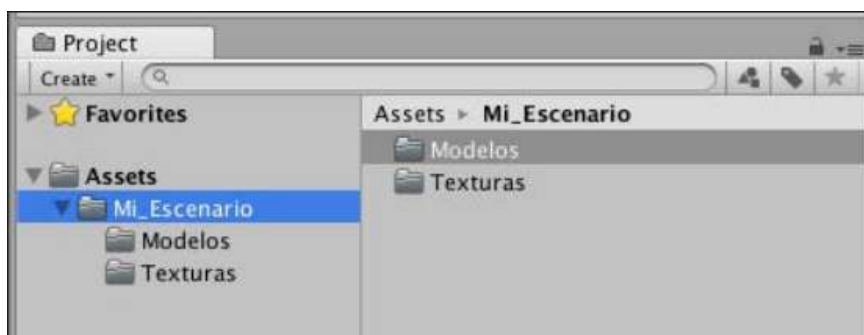 Project
Create
Favorites
Assets
Mi_Escenario
Modelos
Texturas
Assets Mi_Escenario
Modelos
Texturas